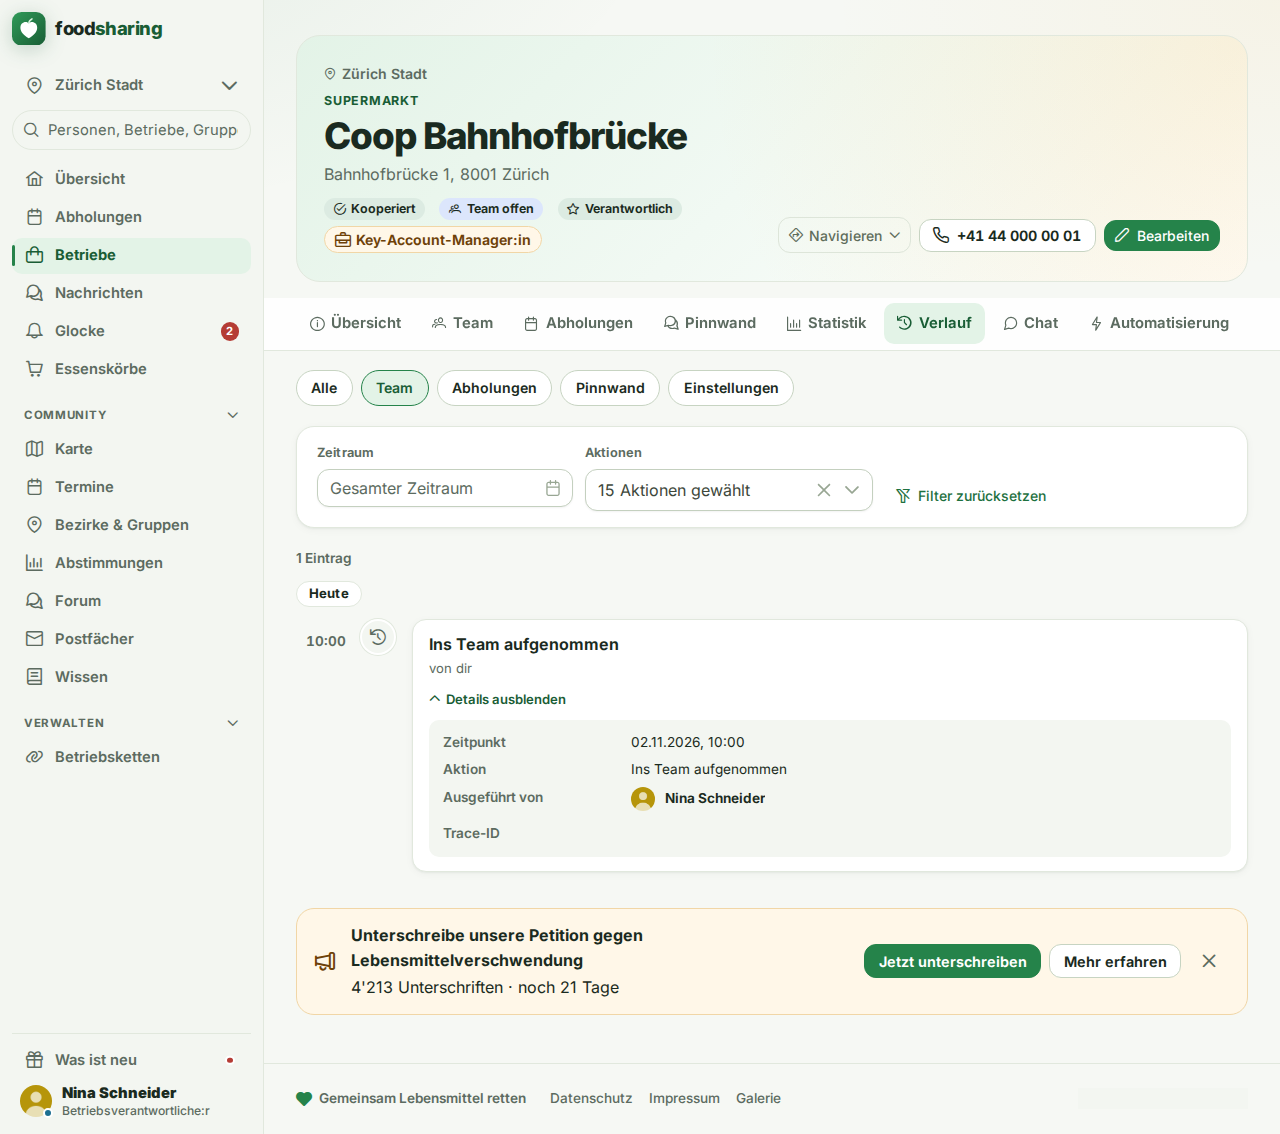 foodsharing
Zürich Stadt
Personen, Betriebe, Grupp
Übersicht
Abholungen
Betriebe
Nachrichten
Glocke 2
Essenskörbe
COMMUNITY
Karte
Termine
Bezirke & Gruppen
Abstimmungen
Forum
Postfächer
Wissen
VERWALTEN
Betriebsketten
Was ist neu
Nina Schneider
Betriebsverantwortliche:r
Zürich Stadt
SUPERMARKT
Coop Bahnhofbrücke
Bahnhofbrücke 1, 8001 Zürich
Kooperiert Team offen Verantwortlich
Key-Account-Manager:in
Navigieren +41 44 000 00 01 Bearbeiten
Übersicht Team Abholungen Pinnwand Statistik Verlauf Chat Automatisierung
Alle Team Abholungen Pinnwand Einstellungen
Zeitraum Aktionen
Gesamter Zeitraum 15 Aktionen gewählt Filter zurücksetzen
1 Eintrag
Heute
10:00 Ins Team aufgenommen
von dir
Details ausblenden
Zeitpunkt 02.11.2026, 10:00
Aktion Ins Team aufgenommen
Ausgeführt von Nina Schneider
Trace-ID
Unterschreibe unsere Petition gegen
Lebensmittelverschwendung
4'213 Unterschriften · noch 21 Tage
Jetzt unterschreiben Mehr erfahren
Gemeinsam Lebensmittel retten Datenschutz Impressum Galerie